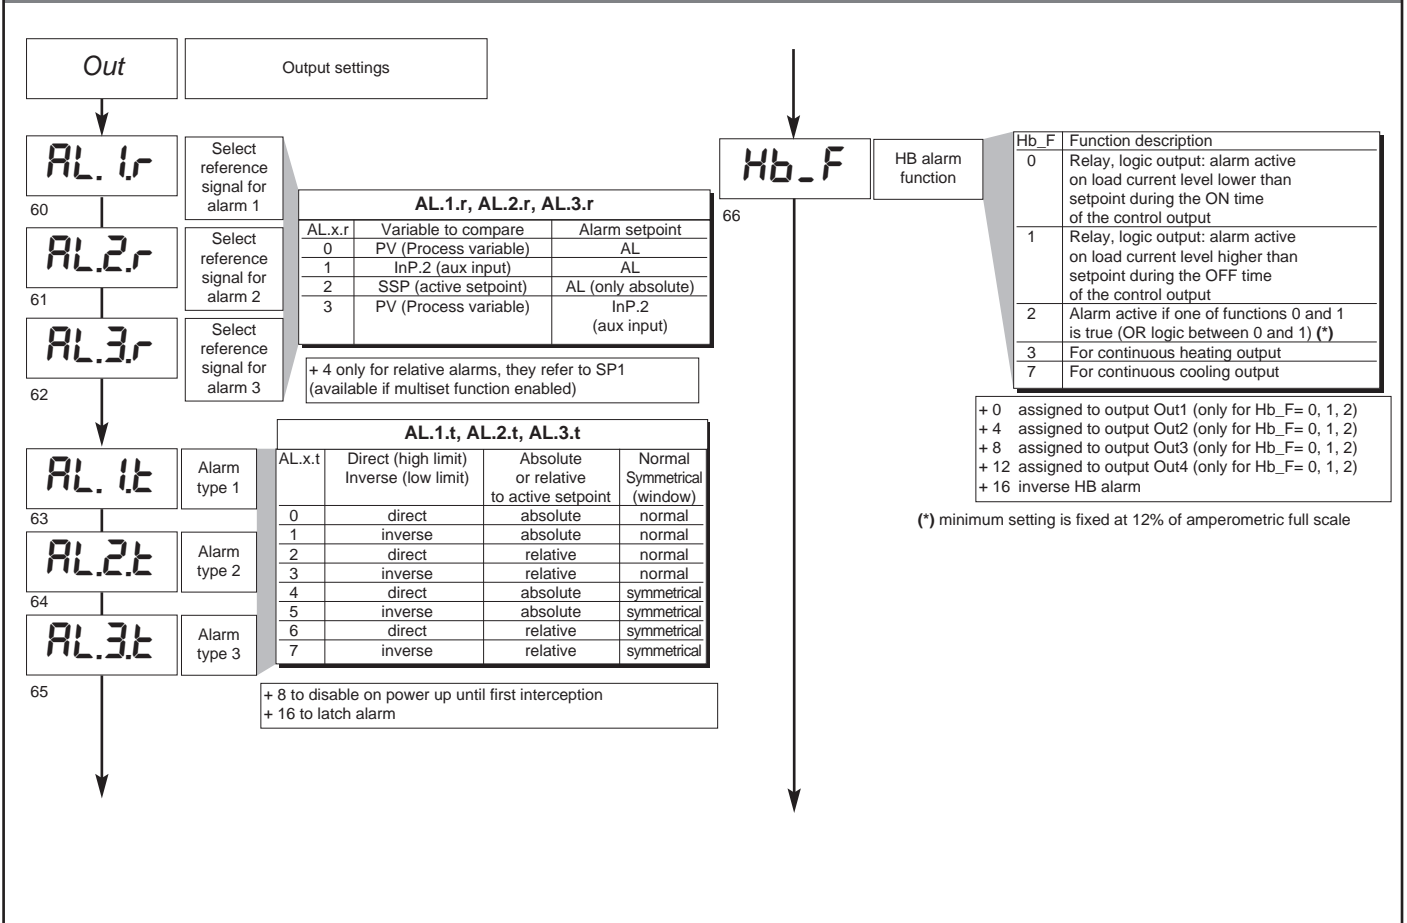 Out
Output settings
AL.1.r
Select
reference
signal for
alarm 1
60
AL.2.r
Select
reference
signal for
alarm 2
61
AL.3.r
Select
reference
signal for
alarm 3
62
AL.1.r, AL.2.r, AL.3.r
AL.x.r Variable to compare Alarm setpoint
0 PV (Process variable) AL
1 InP.2 (aux input) AL
2 SSP (active setpoint) AL (only absolute)
3 PV (Process variable) InP.2
(aux input)
+ 4 only for relative alarms, they refer to SP1
(available if multiset function enabled)
AL.1.t
Alarm
type 1
63
AL.2.t
Alarm
type 2
64
AL.3.t
Alarm
type 3
65
AL.1.t, AL.2.t, AL.3.t
AL.x.t Direct (high limit) Absolute Normal
Inverse (low limit) or relative Symmetrical
to active setpoint (window)
0 direct absolute normal
1 inverse absolute normal
2 direct relative normal
3 inverse relative normal
4 direct absolute symmetrical
5 inverse absolute symmetrical
6 direct relative symmetrical
7 inverse relative symmetrical
+ 8 to disable on power up until first interception
+ 16 to latch alarm
Hb_F
HB alarm
function
66
Hb_F Function description
0 Relay, logic output: alarm active
on load current level lower than
setpoint during the ON time
of the control output
1 Relay, logic output: alarm active
on load current level higher than
setpoint during the OFF time
of the control output
2 Alarm active if one of functions 0 and 1
is true (OR logic between 0 and 1) (*)
3 For continuous heating output
7 For continuous cooling output
+ 0 assigned to output Out1 (only for Hb_F= 0, 1, 2)
+ 4 assigned to output Out2 (only for Hb_F= 0, 1, 2)
+ 8 assigned to output Out3 (only for Hb_F= 0, 1, 2)
+ 12 assigned to output Out4 (only for Hb_F= 0, 1, 2)
+ 16 inverse HB alarm
(*) minimum setting is fixed at 12% of amperometric full scale